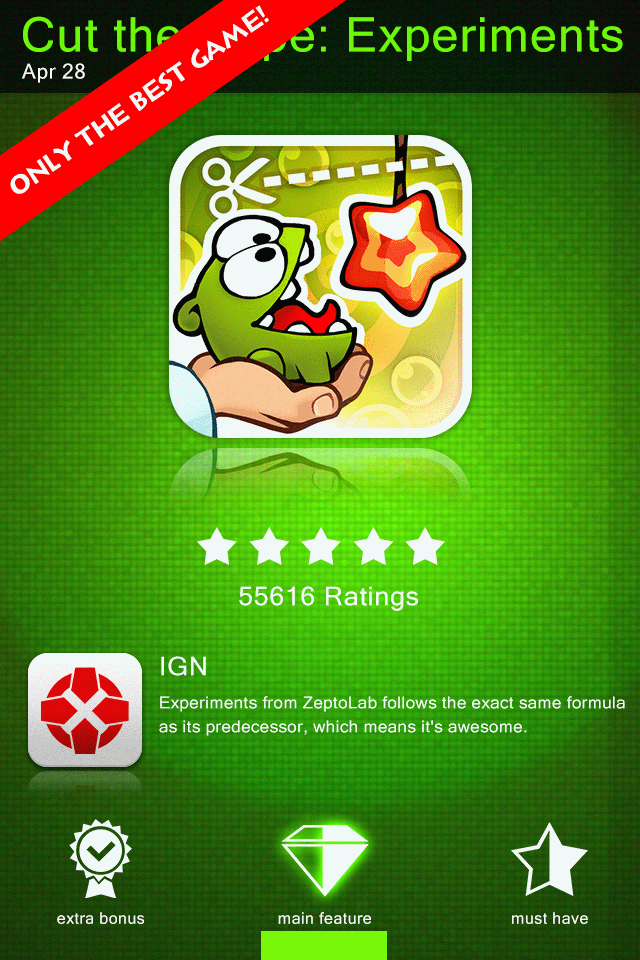 Cut the : Experiments
Apr 28
ONLY THE BEST GAME!
55616 Ratings
IGN
Experiments from ZeptoLab follows the exact same formula
as its predecessor, which means it's awesome.
extra bonus
main feature
must have